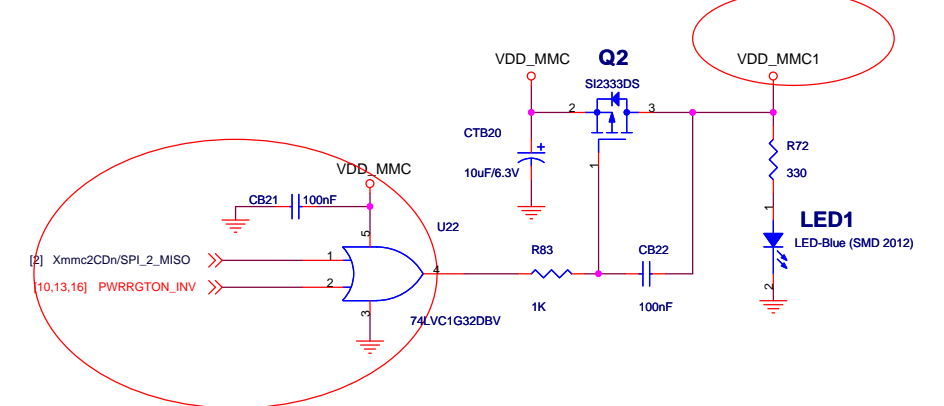 VDD_MMC
Q2
VDD_MMC1
SI2333DS
2
3
CTB20
10uF/6.3V
1
R72
330
VDD_MMC
CB21
100nF
5
U22
1
LED1
LED-Blue (SMD 2012)
2
[2] Xmmc2CDn/SPI_2_MISO
1
4
R83
CB22
[10,13,16] PWRRGTON_INV
2
3
1K
100nF
74LVC1G32DBV